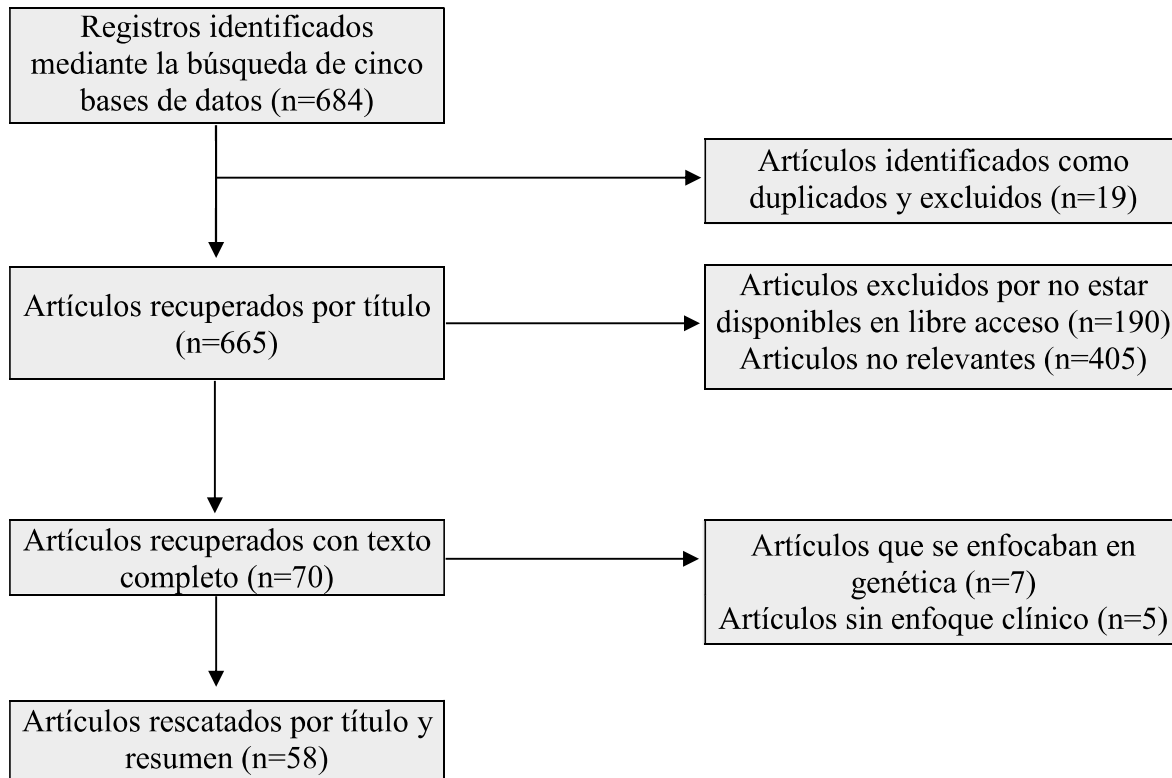 Registros identificados
mediante la búsqueda de cinco
bases de datos (n=684)
Artículos identificados como
duplicados y excluidos (n=19)
Artículos recuperados por título
(n=665)
Articulos excluidos por no estar
disponibles en libre acceso (n=190)
Articulos no relevantes (n=405)
Artículos recuperados con texto
completo (n=70)
Artículos que se enfocaban en
genética (n=7)
Artículos sin enfoque clínico (n=5)
Artículos rescatados por título y
resumen (n=58)